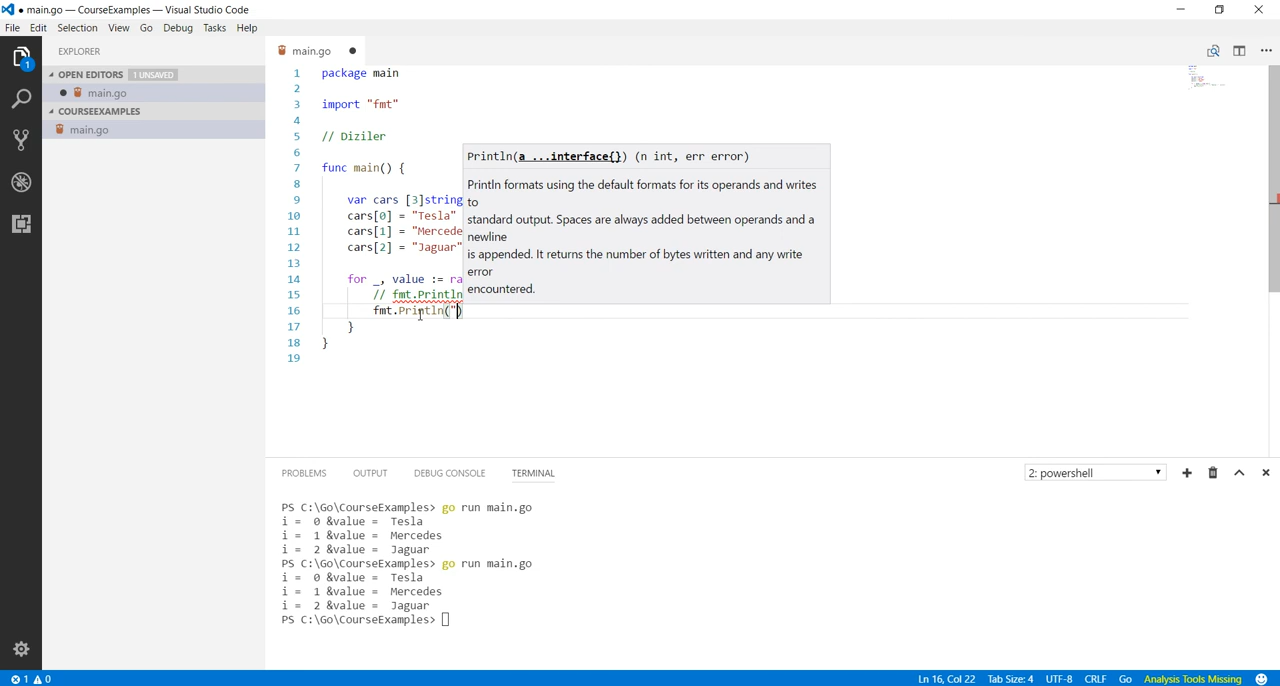 ● main.go — CourseExamples — Visual Studio Code
File Edit Selection View Go Debug Tasks Help
EXPLORER
OPEN EDITORS 1 UNSAVED
● main.go
COURSEEXAMPLES
main.go
1
main.go ●
1 package main
2
3 import "fmt"
4
5 // Diziler
6
7 func main() {
8
9 var cars [3]string
10 cars[0] = "Tesla"
11 cars[1] = "Mercede
12 cars[2] = "Jaguar"
13
14 for _, value := ra
15 // fmt.Println
16 fmt.Println(")
17 }
18 }
19
Println(a ...interface{}) (n int, err error)
Println formats using the default formats for its operands and writes
to
standard output. Spaces are always added between operands and a
newline
is appended. It returns the number of bytes written and any write
error
encountered.
PROBLEMS OUTPUT DEBUG CONSOLE TERMINAL
2: powershell
PS C:\Go\CourseExamples> go run main.go
i =  0 &value =  Tesla
i =  1 &value =  Mercedes
i =  2 &value =  Jaguar
PS C:\Go\CourseExamples> go run main.go
i =  0 &value =  Tesla
i =  1 &value =  Mercedes
i =  2 &value =  Jaguar
PS C:\Go\CourseExamples>
1 0
Ln 16, Col 22 Tab Size: 4 UTF-8 CRLF Go Analysis Tools Missing